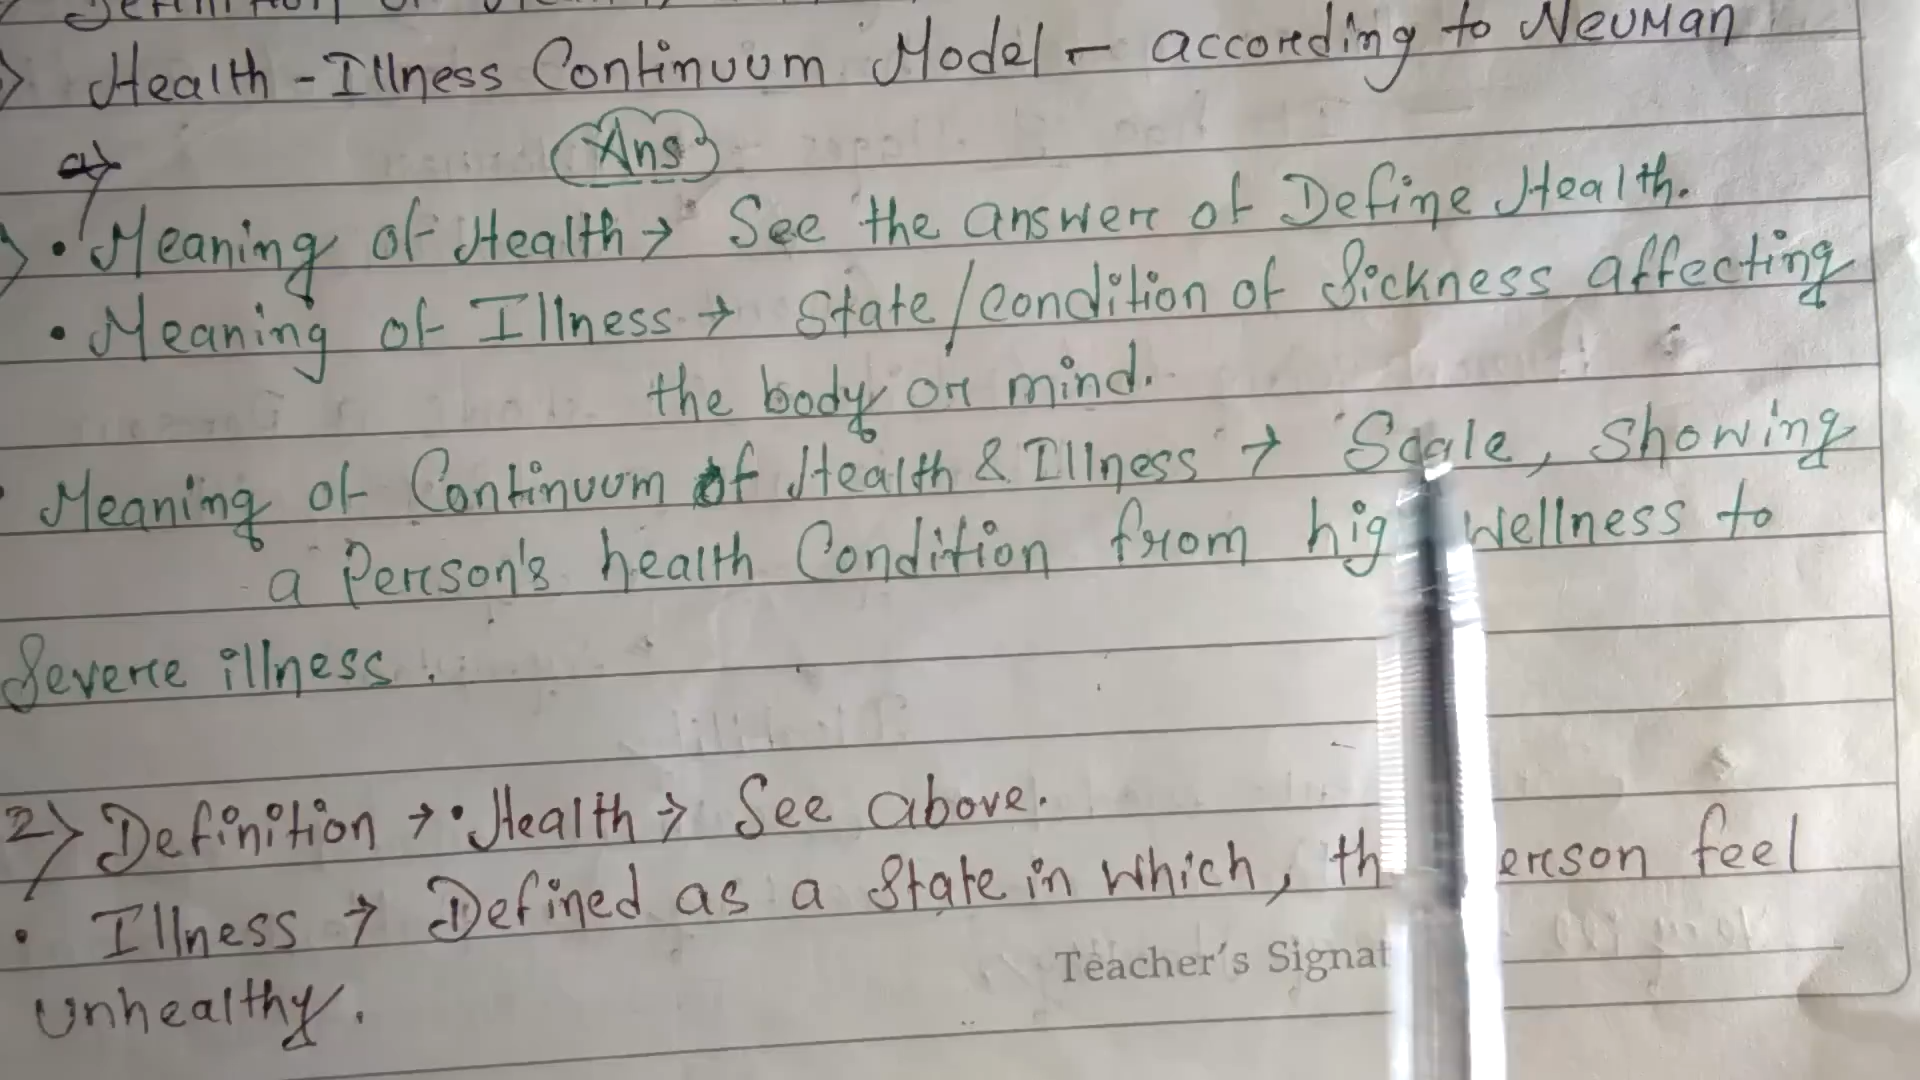 Definition of
Health - Illness Continuum Model - according to Neuman
a)
Ans
• Meaning of Health → See the answer of Define Health.
• Meaning of Illness → State/condition of Sickness affecting
the body or mind.
Meaning of Continuum of Health & Illness → Scale, Showing
a Person's health Condition from hig Wellness to
Severe illness.
2) Definition → • Health → See above.
• Illness → Defined as a State in which, th erson feel
Unhealthy.
Teacher's Signat